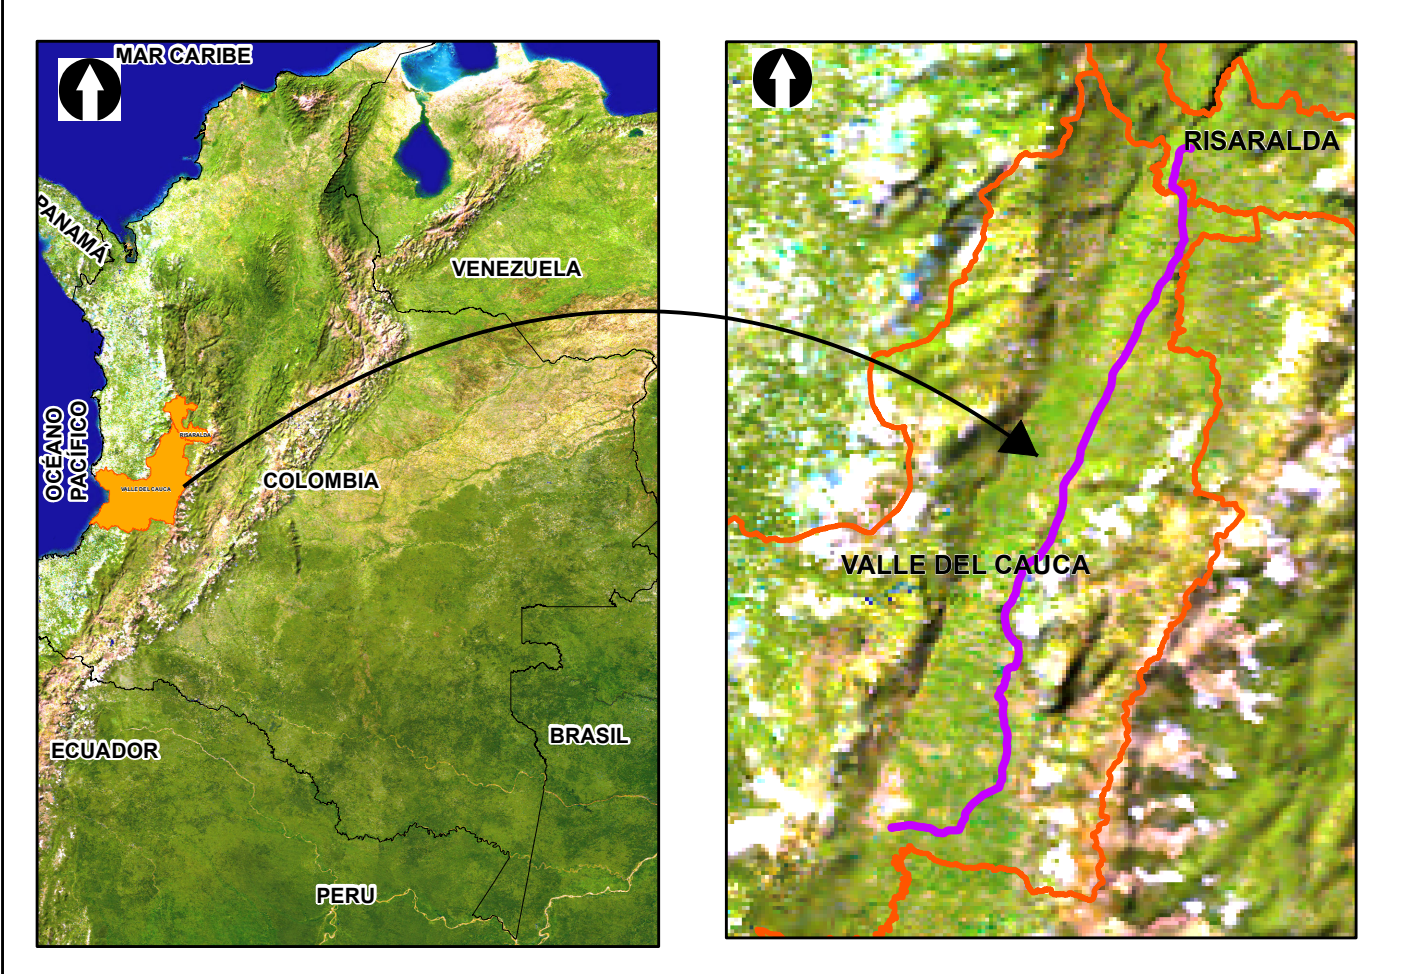 MAR CARIBE
PANAMÁ
VENEZUELA
OCÉANO
PACÍFICO
RISARALDA
VALLE DEL CAUCA
COLOMBIA
ECUADOR
BRASIL
PERU
RISARALDA
VALLE DEL CAUCA